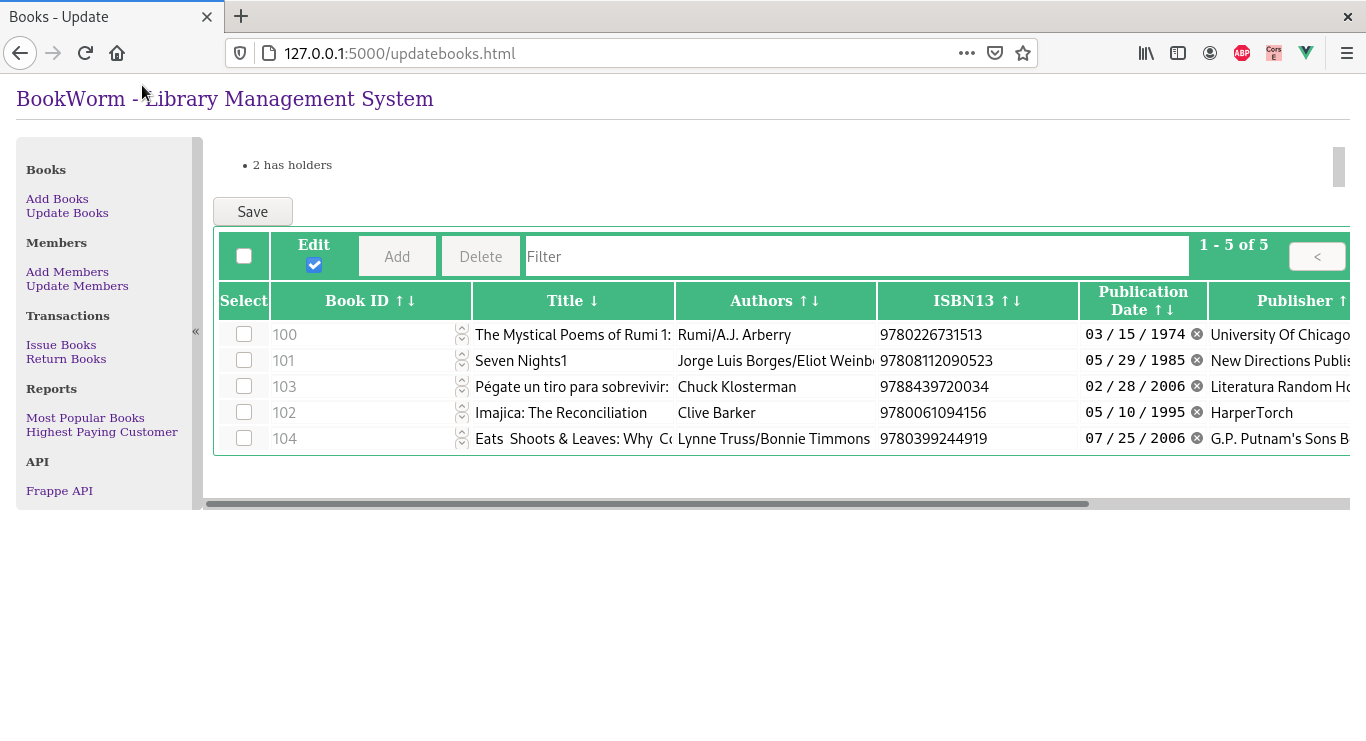 Books - Update
127.0.0.1:5000/updatebooks.html
ABP
Cors
E
BookWorm - Library Management System
Books
Add Books
Update Books
Members
Add Members
Update Members
Transactions
Issue Books
Return Books
Reports
Most Popular Books
Highest Paying Customer
API
Frappe API
«
• 2 has holders
Save
Edit
Add
Delete
Filter
1 - 5 of 5
<
Select Book ID ↑↓ Title ↓ Authors ↑↓ ISBN13 ↑↓ Publication Date ↑↓ Publisher ↑
100 The Mystical Poems of Rumi 1: Rumi/A.J. Arberry 9780226731513 03 / 15 / 1974 University Of Chicago
101 Seven Nights1 Jorge Luis Borges/Eliot Weinb 97808112090523 05 / 29 / 1985 New Directions Publis
103 Pégate un tiro para sobrevivir: Chuck Klosterman 9788439720034 02 / 28 / 2006 Literatura Random Ho
102 Imajica: The Reconciliation Clive Barker 9780061094156 05 / 10 / 1995 HarperTorch
104 Eats Shoots & Leaves: Why Co Lynne Truss/Bonnie Timmons 9780399244919 07 / 25 / 2006 G.P. Putnam's Sons B